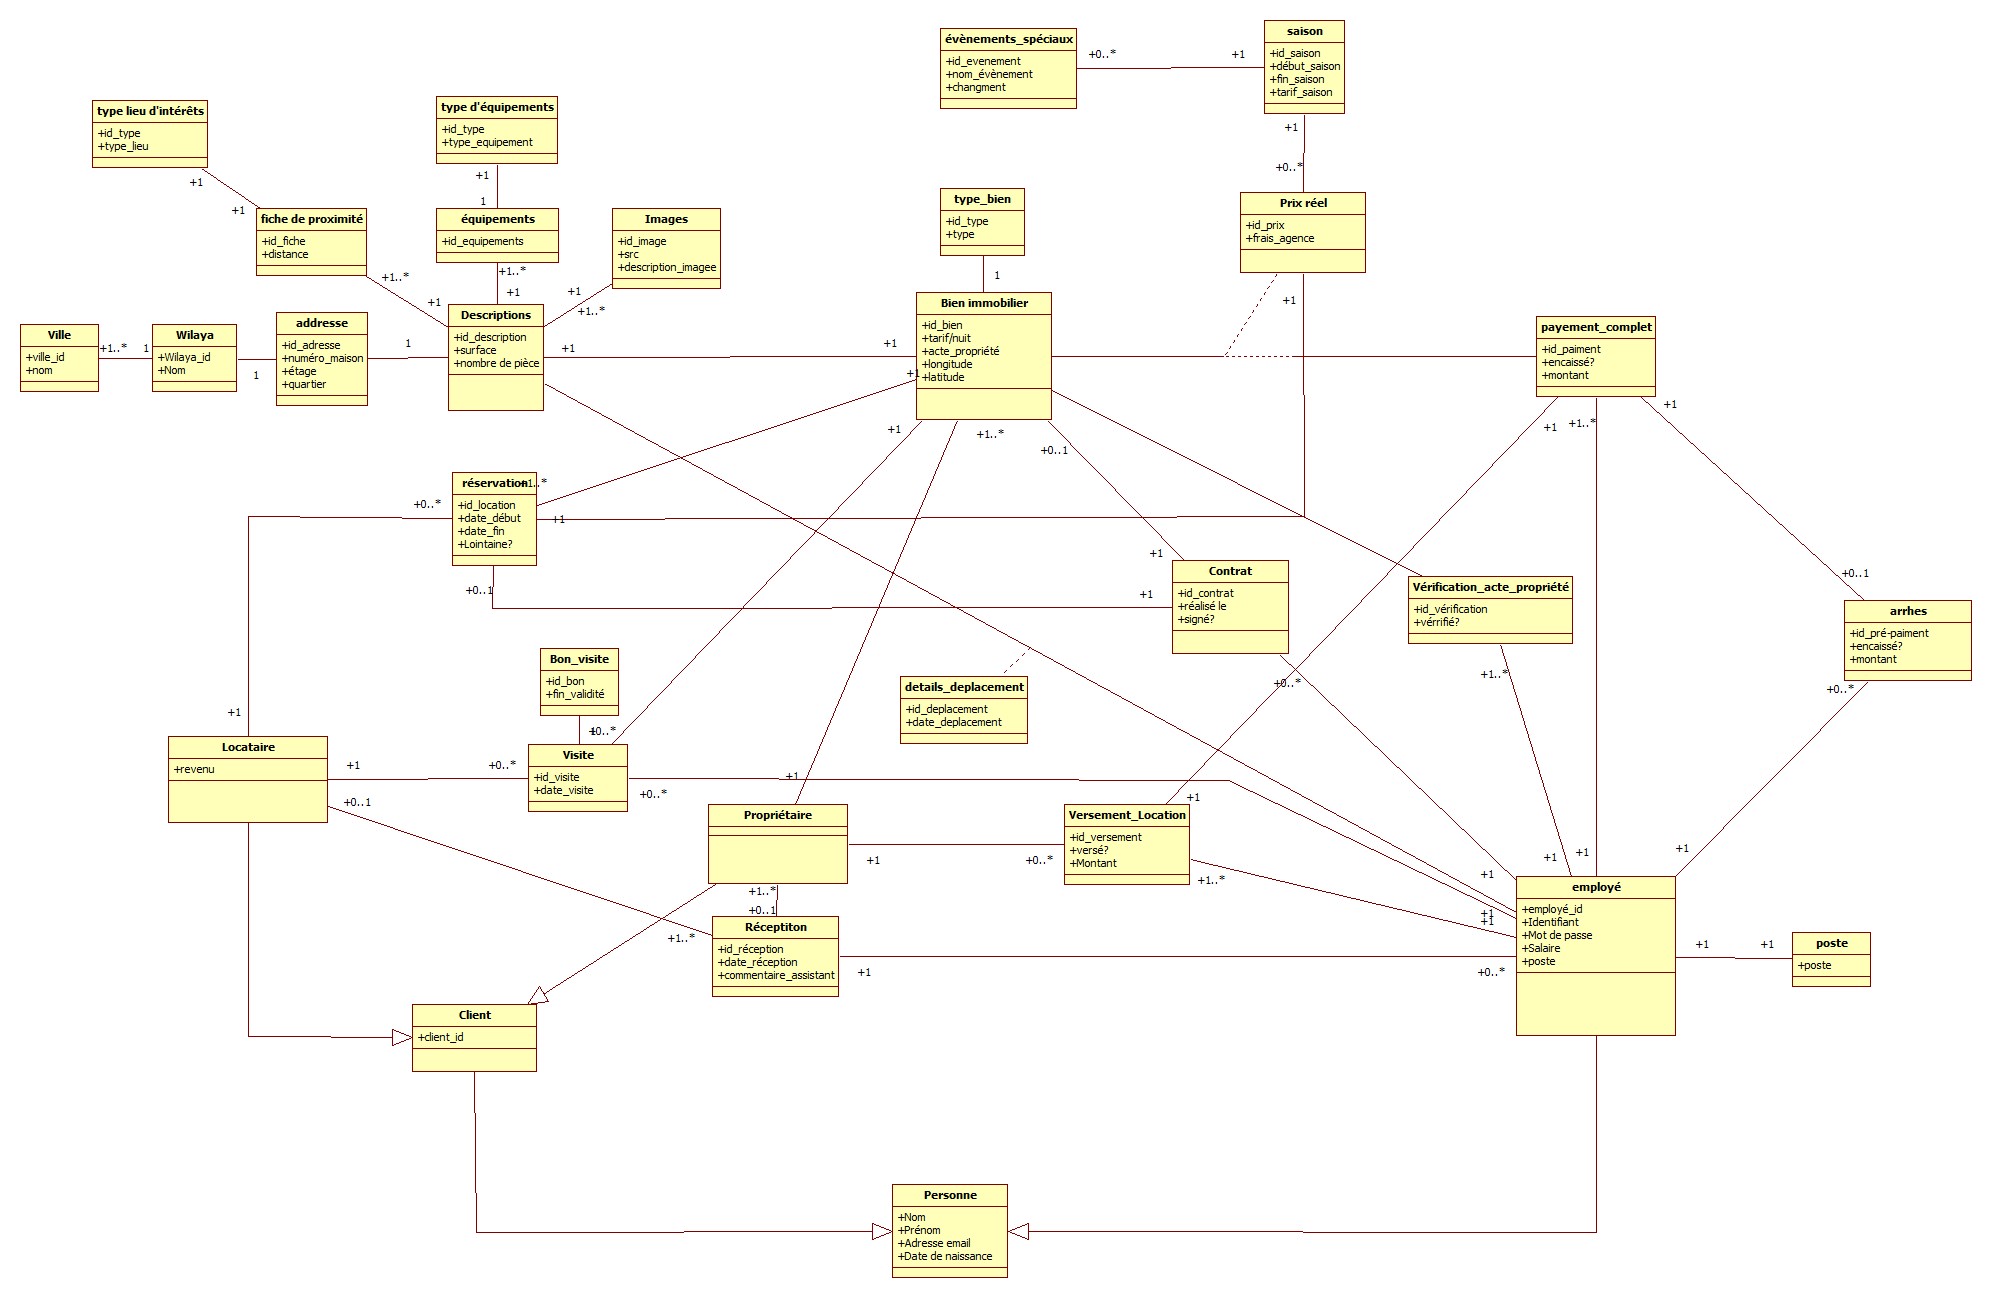 saison
+id_saison
+début_saison
+fin_saison
+tarif_saison
évènements_spéciaux
+id_evenement
+nom_évènement
+changment
+0..*
+1
+1
+0..*
type lieu d'intérêts
+id_type
+type_lieu
+1
+1
type d'équipements
+id_type
+type_equipement
+1
1
fiche de proximité
+id_fiche
+distance
+1..*
+1
équipements
+id_equipements
+1..*
+1
Images
+id_image
+src
+description_imagee
+1
+1..*
type_bien
+id_type
+type
1
Prix réel
+id_prix
+frais_agence
+1
Ville
+ville_id
+nom
+1..*
1
Wilaya
+Wilaya_id
+Nom
1
addresse
+id_adresse
+numéro_maison
+étage
+quartier
1
Descriptions
+id_description
+surface
+nombre de pièce
+1
+1
Bien immobilier
+id_bien
+tarif/nuit
+acte_propriété
+longitude
+latitude
+1
+1
+1..*
+0..1
payement_complet
+id_paiment
+encaissé?
+montant
+1
+1..*
+1
réservation
+1..*
+id_location
+date_début
+date_fin
+Lointaine?
+0..*
+1
+0..1
+1
+1
Contrat
+id_contrat
+réalisé le
+signé?
+0..*
Vérification_acte_propriété
+id_vérification
+vérrifié?
+1..*
+0..1
arrhes
+id_pré-paiment
+encaissé?
+montant
+0..*
Bon_visite
+id_bon
+fin_validité
+0..*
details_deplacement
+id_deplacement
+date_deplacement
+1
Locataire
+revenu
+1
+0..*
+0..1
Visite
+id_visite
+date_visite
+0..*
+1
Propriétaire
+1
+0..*
+1..*
+0..1
Versement_Location
+id_versement
+versé?
+Montant
+1
+1..*
+1
+1
+1
+1
+1
+1
employé
+employé_id
+Identifiant
+Mot de passe
+Salaire
+poste
+1
+1
poste
+poste
Réceptiton
+id_réception
+date_réception
+commentaire_assistant
+1..*
+1
+0..*
Client
+client_id
Personne
+Nom
+Prénom
+Adresse email
+Date de naissance